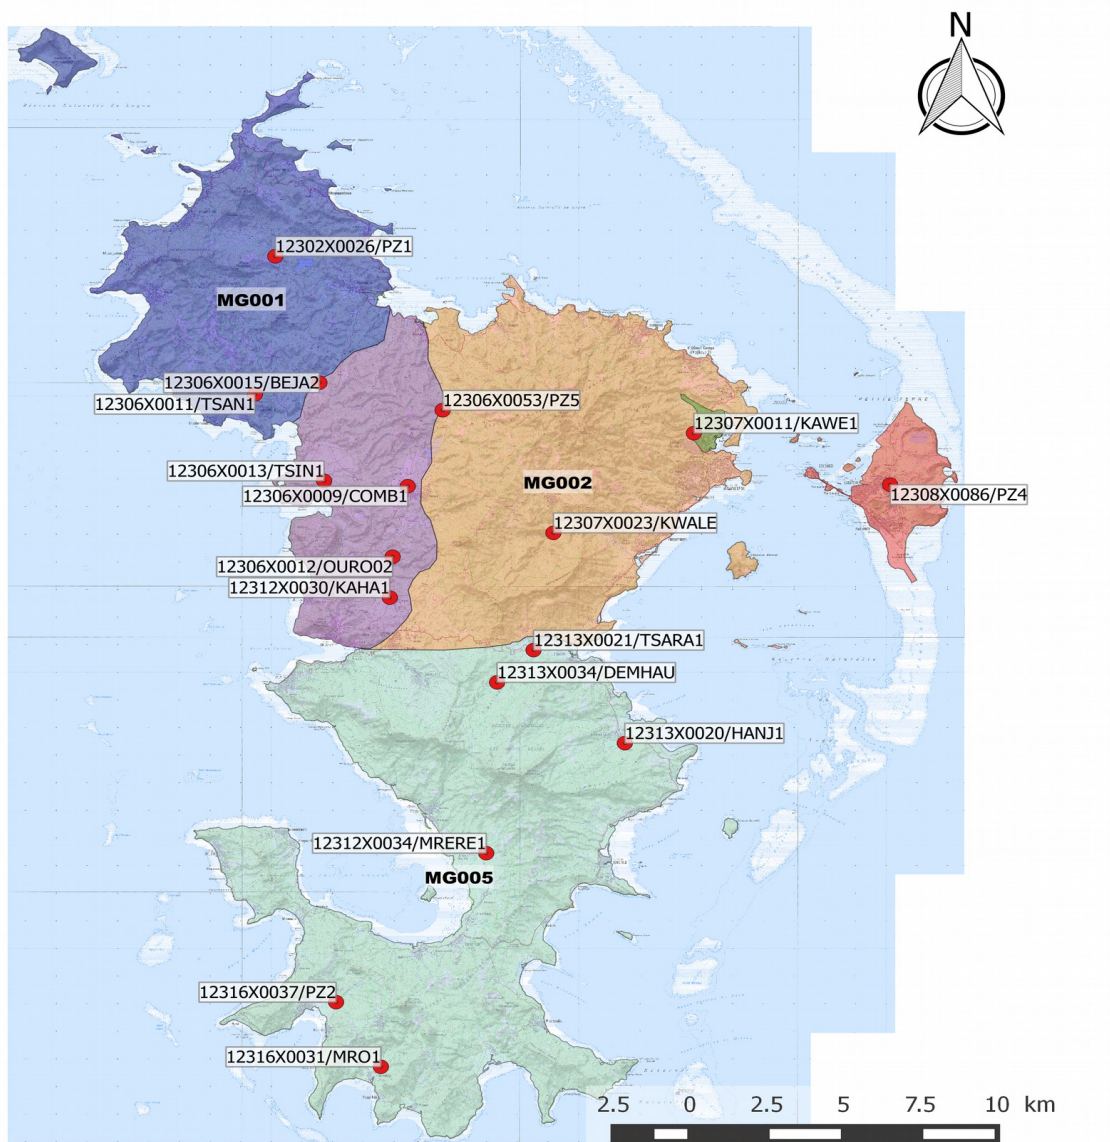 N
12302X0026/PZ1
MG001
12306X0015/BEJA2
12306X0011/TSAN1
12306X0053/PZ5
12307X0011/KAWE1
12306X0013/TSIN1
12306X0009/COMB1
MG002
12308X0086/PZ4
12307X0023/KWALE
12306X0012/OURO02
12312X0030/KAHA1
12313X0021/TSARA1
12313X0034/DEMHAU
12313X0020/HANJ1
12312X0034/MRERE1
MG005
12316X0037/PZ2
12316X0031/MRO1
2.5 0 2.5 5 7.5 10 km